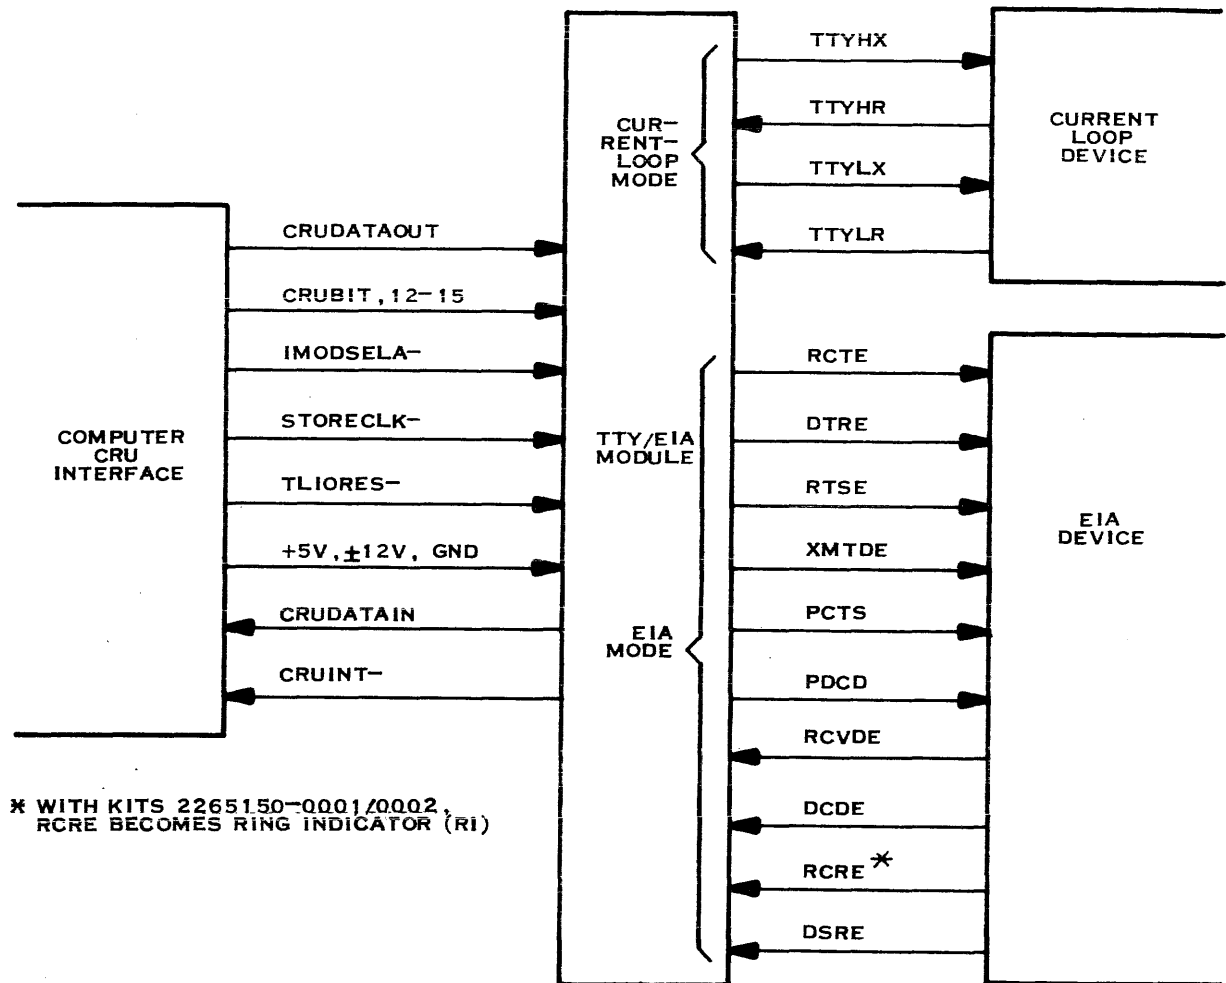 COMPUTER
CRU
INTERFACE
CRUDATAOUT
CRUBIT, 12-15
IMODSELA-
STORECLK-
TLIORES-
+5V, ±12V, GND
CRUDATAIN
CRUINT-
CUR-
RENT-
LOOP
MODE
TTY/EIA
MODULE
EIA
MODE
TTYHX
TTYHR
TTYLX
TTYLR
CURRENT
LOOP
DEVICE
RCTE
DTRE
RTSE
XMTDE
PCTS
PDCD
RCVDE
DCDE
RCRE *
DSRE
EIA
DEVICE
* WITH KITS 2265150-0001/0002,
RCRE BECOMES RING INDICATOR (RI)